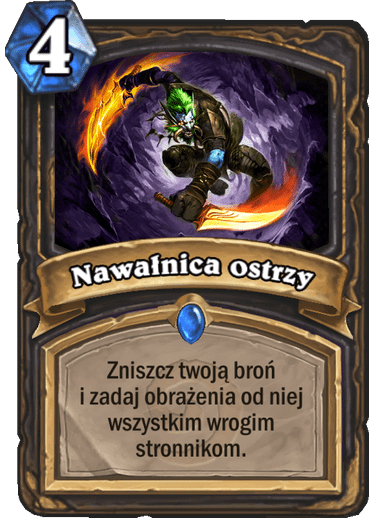 4
Nawałnica ostrzy
Zniszcz twoją broń
i zadaj obrażenia od niej
wszystkim wrogim
stronnikom.